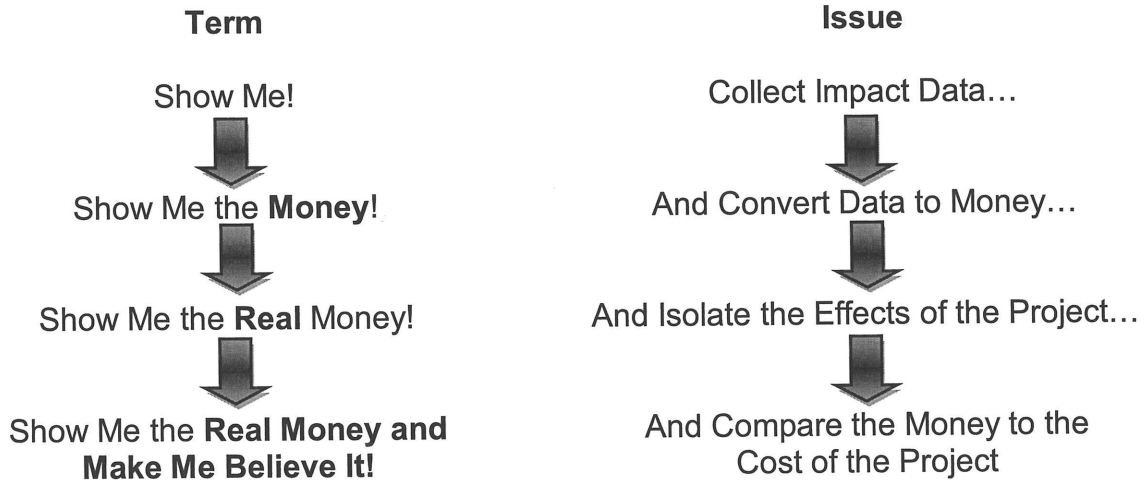 Term
Show Me!
Show Me the Money!
Show Me the Real Money!
Show Me the Real Money and
Make Me Believe It!
Issue
Collect Impact Data…
And Convert Data to Money…
And Isolate the Effects of the Project…
And Compare the Money to the
Cost of the Project